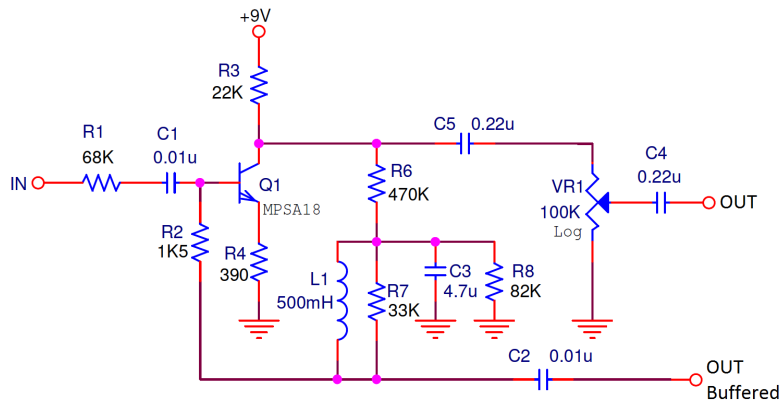 +9V
R3
22K
R1
68K
C1
0.01u
IN
Q1
MPSA18
R2
1K5
R4
390
C5
0.22u
R6
470K
VR1
100K
Log
C4
0.22u
OUT
L1
500mH
R7
33K
C3
4.7u
R8
82K
C2
0.01u
OUT
Buffered